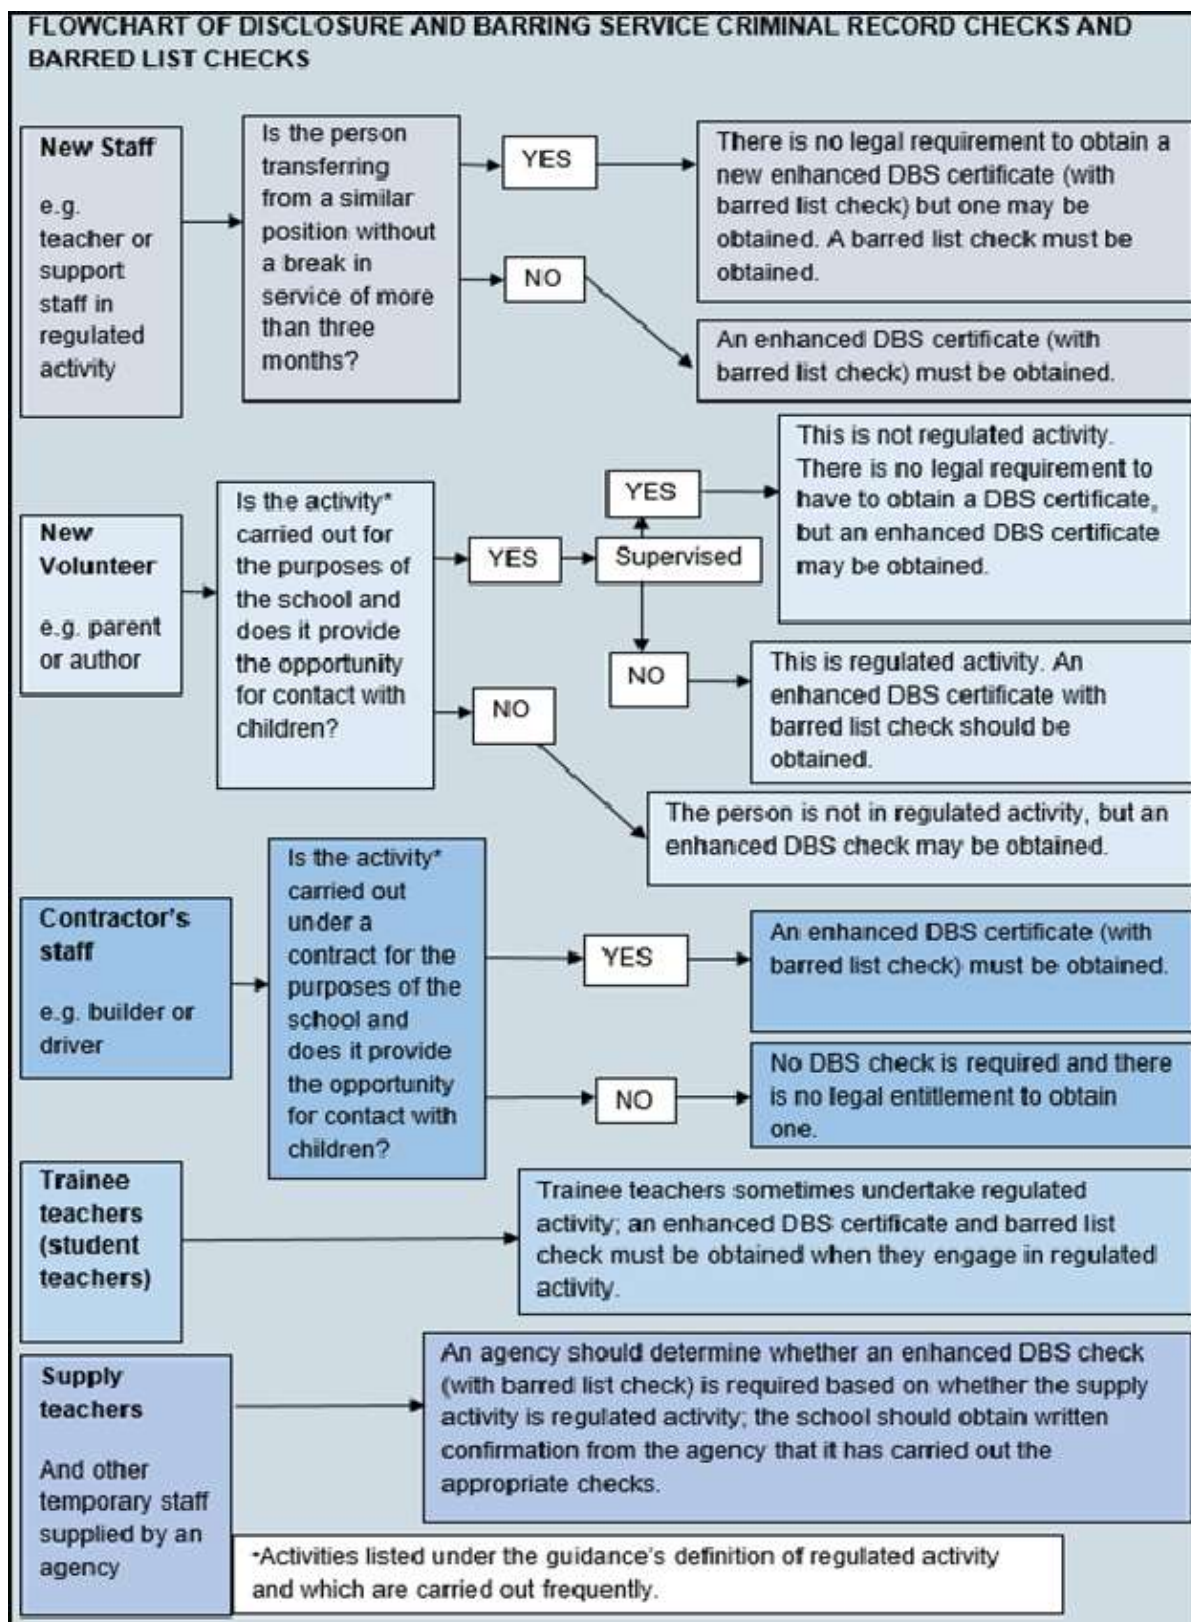 FLOWCHART OF DISCLOSURE AND BARRING SERVICE CRIMINAL RECORD CHECKS AND
BARRED LIST CHECKS
New Staff
e.g.
teacher or
support
staff in
regulated
activity
Is the person
transferring
from a similar
position without
a break in
service of more
than three
months?
YES
There is no legal requirement to obtain a
new enhanced DBS certificate (with
barred list check) but one may be
obtained. A barred list check must be
obtained.
NO
An enhanced DBS certificate (with
barred list check) must be obtained.
New
Volunteer
e.g. parent
or author
Is the activity*
carried out for
the purposes of
the school and
does it provide
the opportunity
for contact with
children?
YES
Supervised
YES
This is not regulated activity.
There is no legal requirement to
have to obtain a DBS certificate,
but an enhanced DBS certificate
may be obtained.
NO
This is regulated activity. An
enhanced DBS certificate with
barred list check should be
obtained.
NO
The person is not in regulated activity, but an
enhanced DBS check may be obtained.
Contractor's
staff
e.g. builder or
driver
Is the activity*
carried out
under a
contract for the
purposes of the
school and
does it provide
the opportunity
for contact with
children?
YES
An enhanced DBS certificate (with
barred list check) must be obtained.
NO
No DBS check is required and there
is no legal entitlement to obtain
one.
Trainee
teachers
(student
teachers)
Trainee teachers sometimes undertake regulated
activity; an enhanced DBS certificate and barred list
check must be obtained when they engage in regulated
activity.
Supply
teachers
And other
temporary staff
supplied by an
agency
An agency should determine whether an enhanced DBS check
(with barred list check) is required based on whether the supply
activity is regulated activity; the school should obtain written
confirmation from the agency that it has carried out the
appropriate checks.
*Activities listed under the guidance's definition of regulated activity
and which are carried out frequently.